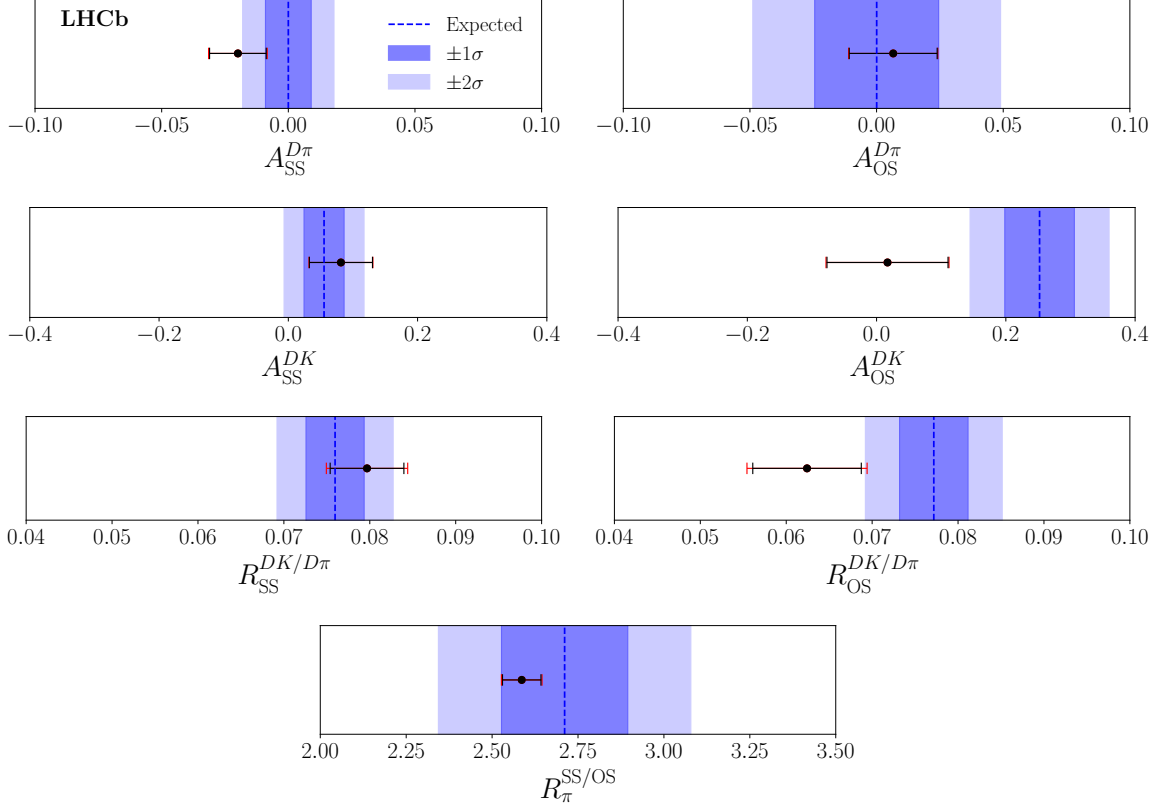 LHCb
Expected
±1σ
±2σ
−0.10 −0.05 0.00 0.05 0.10
A_SS^{Dπ}
−0.10 −0.05 0.00 0.05 0.10
A_OS^{Dπ}
−0.4 −0.2 0.0 0.2 0.4
A_SS^{DK}
−0.4 −0.2 0.0 0.2 0.4
A_OS^{DK}
0.04 0.05 0.06 0.07 0.08 0.09 0.10
R_SS^{DK/Dπ}
0.04 0.05 0.06 0.07 0.08 0.09 0.10
R_OS^{DK/Dπ}
2.00 2.25 2.50 2.75 3.00 3.25 3.50
R_π^{SS/OS}